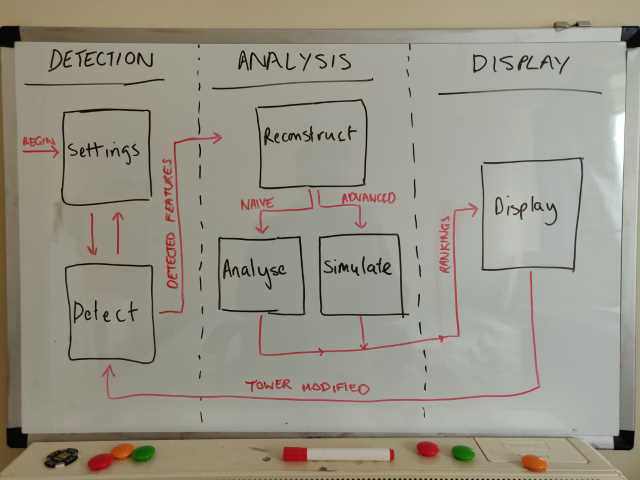 DETECTION
ANALYSIS
DISPLAY
BEGIN
Settings
Detect
DETECTED FEATURES
Reconstruct
NAIVE
ADVANCED
Analyse
Simulate
RANKINGS
Display
TOWER MODIFIED